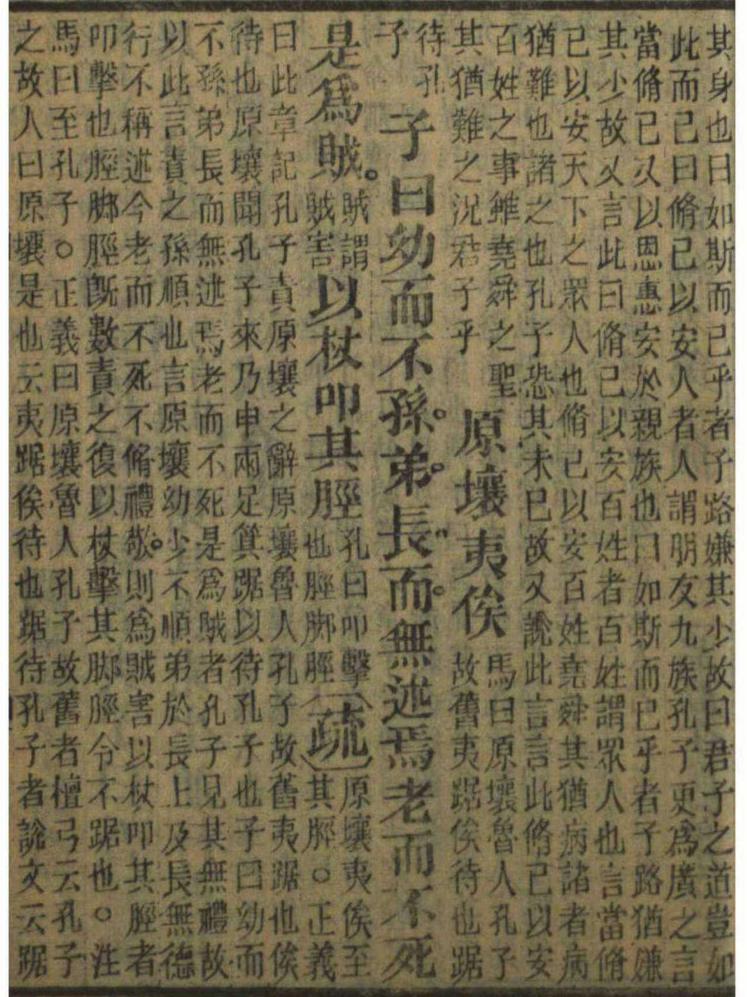 其身也曰如斯而已乎者子路嫌其少故曰君子之道豈如
此而已曰脩已以安人者人謂朋友九族孔子更為廣之言
當脩已又以恩惠安於親族也曰如斯而已乎者子路猶嫌
其少故又言此曰脩已以安百姓者百姓謂眾人也言當脩
已以安天下之眾人也脩已以安百姓堯舜其猶病諸者病
猶難也諸之也孔子恐其未已故又說此言言此脩已以安
百姓之事雖堯舜之聖
其猶難之況君子乎
原壤夷俟
馬曰原壤魯人孔子
故舊夷踞俟待也踞
待孔
子
子曰幼而不孫。弟。長。而無述焉老而不死
是為賊。
賊謂
賊害
以杖叩其脛
孔曰叩擊
也脛腳脛
疏
原壤夷俟至
其脛○正義
曰此章記孔子責原壤之辭原壤魯人孔子故舊夷踞也俟
待也原壤聞孔子來乃申兩足箕踞以待孔子也子曰幼而
不孫弟長而無述焉老而不死是為賊者孔子見其無禮故
以此言責之孫順也言原壤幼少不順弟於長上及長無德
行不稱述今老而不死不脩禮敬。則為賊害以杖叩其脛者
叩擊也脛腳脛既數責之復以杖擊其腳脛令不踞也○注
馬曰至孔子○正義曰原壤魯人孔子故舊者檀弓云孔子
之故人曰原壤是也云夷踞俟待也踞待孔子者說文云踞